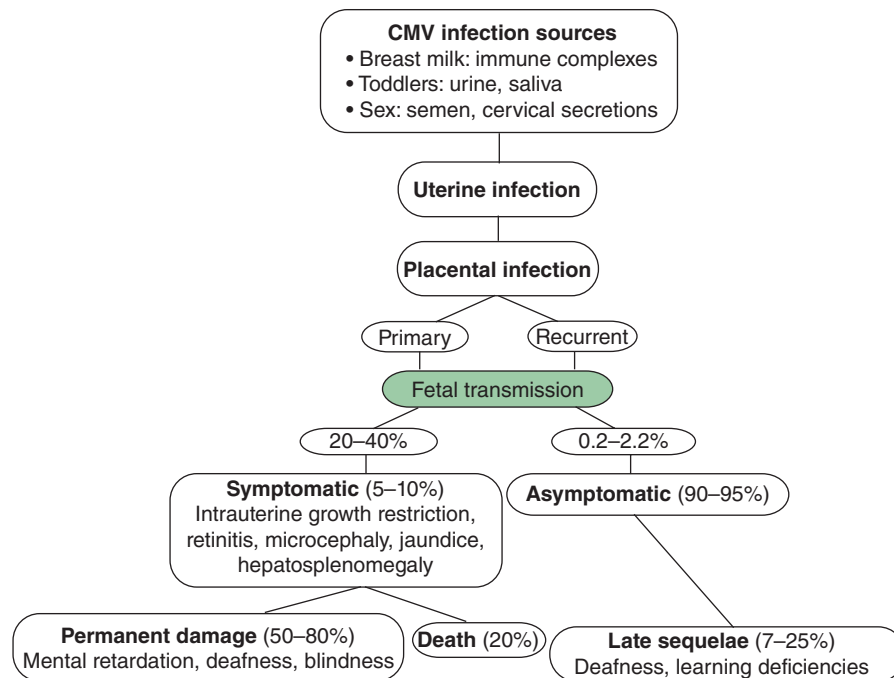 CMV infection sources
• Breast milk: immune complexes
• Toddlers: urine, saliva
• Sex: semen, cervical secretions
Uterine infection
Placental infection
Primary
Recurrent
Fetal transmission
20–40%
0.2–2.2%
Symptomatic (5–10%)
Intrauterine growth restriction,
retinitis, microcephaly, jaundice,
hepatosplenomegaly
Asymptomatic (90–95%)
Permanent damage (50–80%)
Mental retardation, deafness, blindness
Death (20%)
Late sequelae (7–25%)
Deafness, learning deficiencies